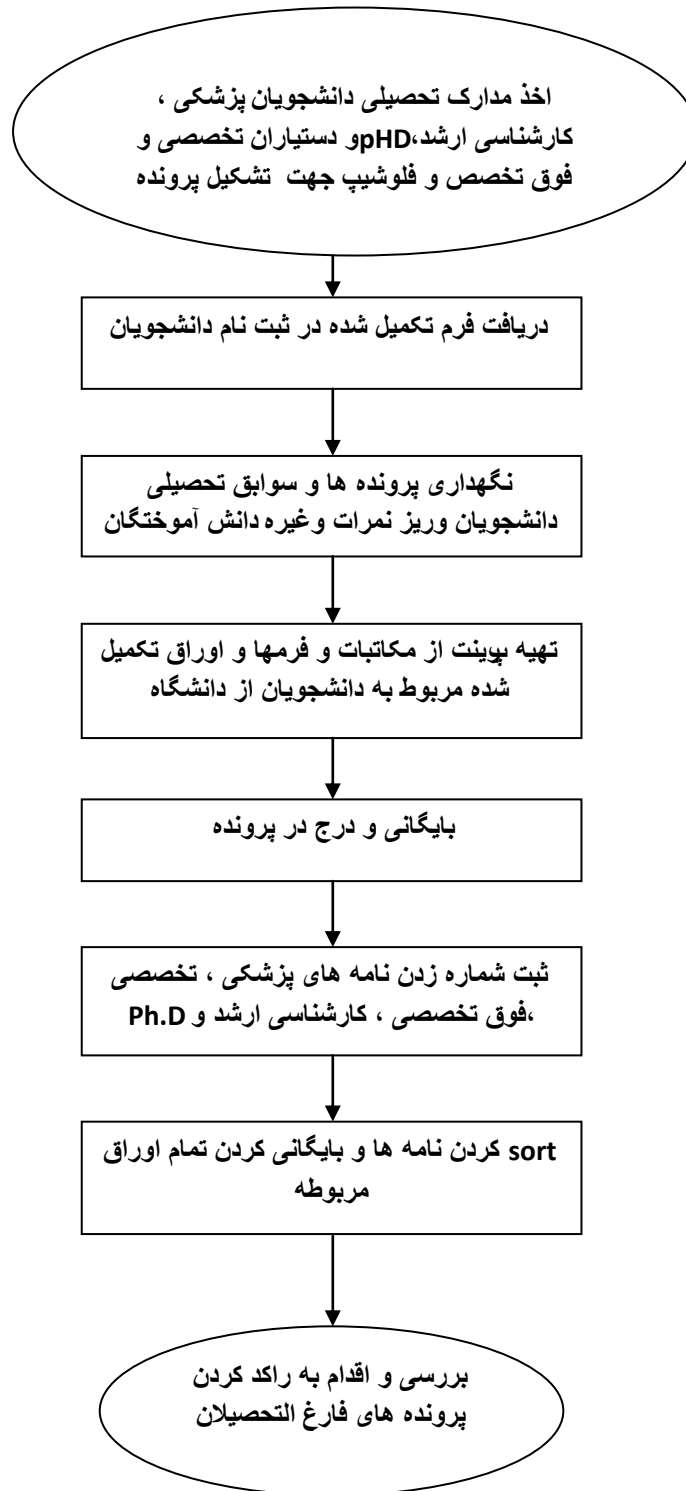 اخذ مدارک تحصیلی دانشجویان پزشکی ،
کارشناسی ارشد،pHDو دستیاران تخصصی و
فوق تخصص و فلوشیپ جهت تشکیل پرونده
دریافت فرم تکمیل شده در ثبت نام دانشجویان
نگهداری پرونده ها و سوابق تحصیلی
دانشجویان وریز نمرات وغیره دانش آموختگان
تهیه پرینت از مکاتبات و فرمها و اوراق تکمیل
شده مربوط به دانشجویان از دانشگاه
بایگانی و درج در پرونده
ثبت شماره زدن نامه های پزشکی ، تخصصی
،فوق تخصصی ، کارشناسی ارشد و Ph.D
sort کردن نامه ها و بایگانی کردن تمام اوراق
مربوطه
بررسی و اقدام به راکد کردن
پرونده های فارغ التحصیلان